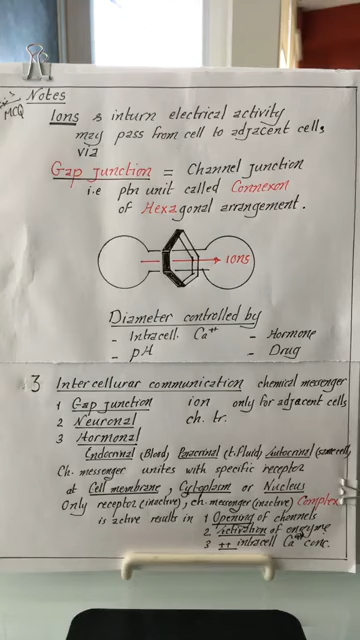 Notes
MCQ
Ions & inturn electrical activity
may pass from cell to adjacent cells
via
Gap junction = Channel junction
i.e ptn unit called Connexon
of Hexagonal arrangement.
Ions
Diameter controlled by
- Intracell. Ca++ - Hormone
- pH - Drug
3 Intercellurar communication chemical messenger
1 Gap junction ion only for adjacent cells
2 Neuronal ch. tr.
3 Hormonal
Endocrinal (Blood), Paracrinal (t.Fluid) Autocrinal (same cell)
Ch. messenger unites with specific receptor
at Cell membrane, Cytoplasm or Nucleus
Only receptor (inactive), ch. messenger (inactive) Complex
is active results in 1 Opening of channels
2 activation of enzyme
3 ++ intracell Ca++ conc.